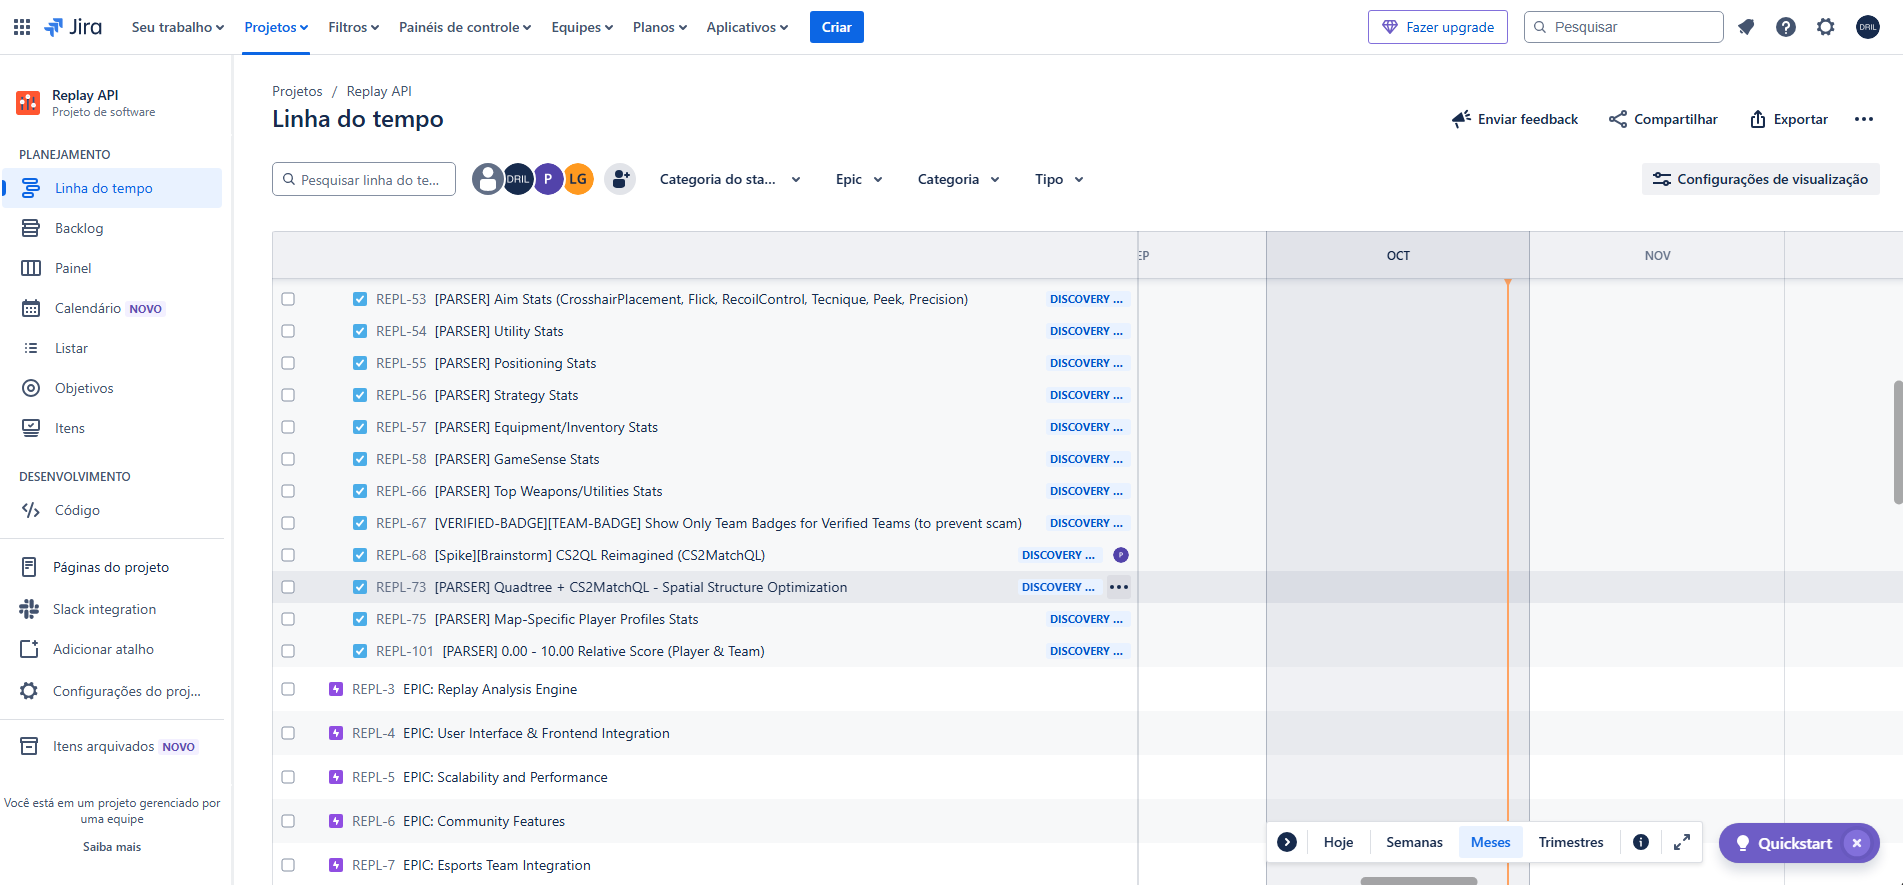 Jira
Seu trabalho
Projetos
Filtros
Painéis de controle
Equipes
Planos
Aplicativos
Criar
Fazer upgrade
Pesquisar
DRIL
Replay API
Projeto de software
PLANEJAMENTO
Linha do tempo
Backlog
Painel
Calendário NOVO
Listar
Objetivos
Itens
DESENVOLVIMENTO
Código
Páginas do projeto
Slack integration
Adicionar atalho
Configurações do proj...
Itens arquivados NOVO
Você está em um projeto gerenciado por
uma equipe
Saiba mais
Projetos / Replay API
Linha do tempo
Enviar feedback
Compartilhar
Exportar
Pesquisar linha do te...
DRIL
P
LG
Categoria do sta...
Epic
Categoria
Tipo
Configurações de visualização
EP
OCT
NOV
REPL-53 [PARSER] Aim Stats (CrosshairPlacement, Flick, RecoilControl, Tecnique, Peek, Precision) DISCOVERY ...
REPL-54 [PARSER] Utility Stats DISCOVERY ...
REPL-55 [PARSER] Positioning Stats DISCOVERY ...
REPL-56 [PARSER] Strategy Stats DISCOVERY ...
REPL-57 [PARSER] Equipment/Inventory Stats DISCOVERY ...
REPL-58 [PARSER] GameSense Stats DISCOVERY ...
REPL-66 [PARSER] Top Weapons/Utilities Stats DISCOVERY ...
REPL-67 [VERIFIED-BADGE][TEAM-BADGE] Show Only Team Badges for Verified Teams (to prevent scam) DISCOVERY ...
REPL-68 [Spike][Brainstorm] CS2QL Reimagined (CS2MatchQL) DISCOVERY ... P
REPL-73 [PARSER] Quadtree + CS2MatchQL - Spatial Structure Optimization DISCOVERY ...
REPL-75 [PARSER] Map-Specific Player Profiles Stats DISCOVERY ...
REPL-101 [PARSER] 0.00 - 10.00 Relative Score (Player & Team) DISCOVERY ...
REPL-3 EPIC: Replay Analysis Engine
REPL-4 EPIC: User Interface & Frontend Integration
REPL-5 EPIC: Scalability and Performance
REPL-6 EPIC: Community Features
REPL-7 EPIC: Esports Team Integration
Hoje
Semanas
Meses
Trimestres
Quickstart